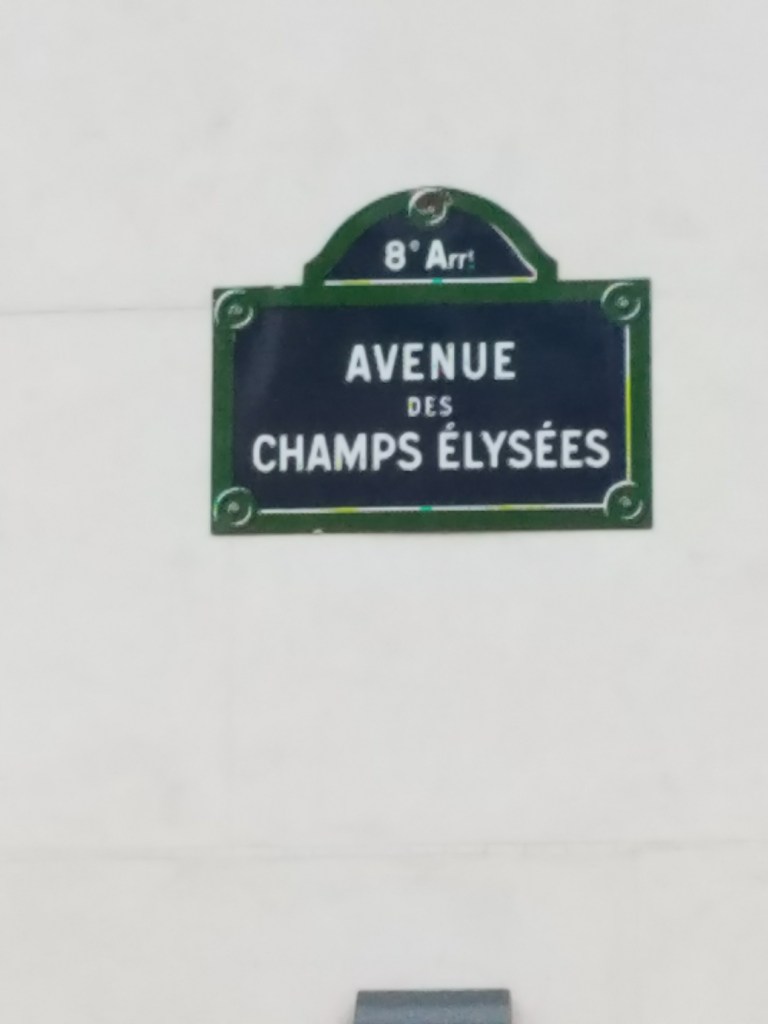 8e Arrt
AVENUE
DES
CHAMPS ÉLYSÉES